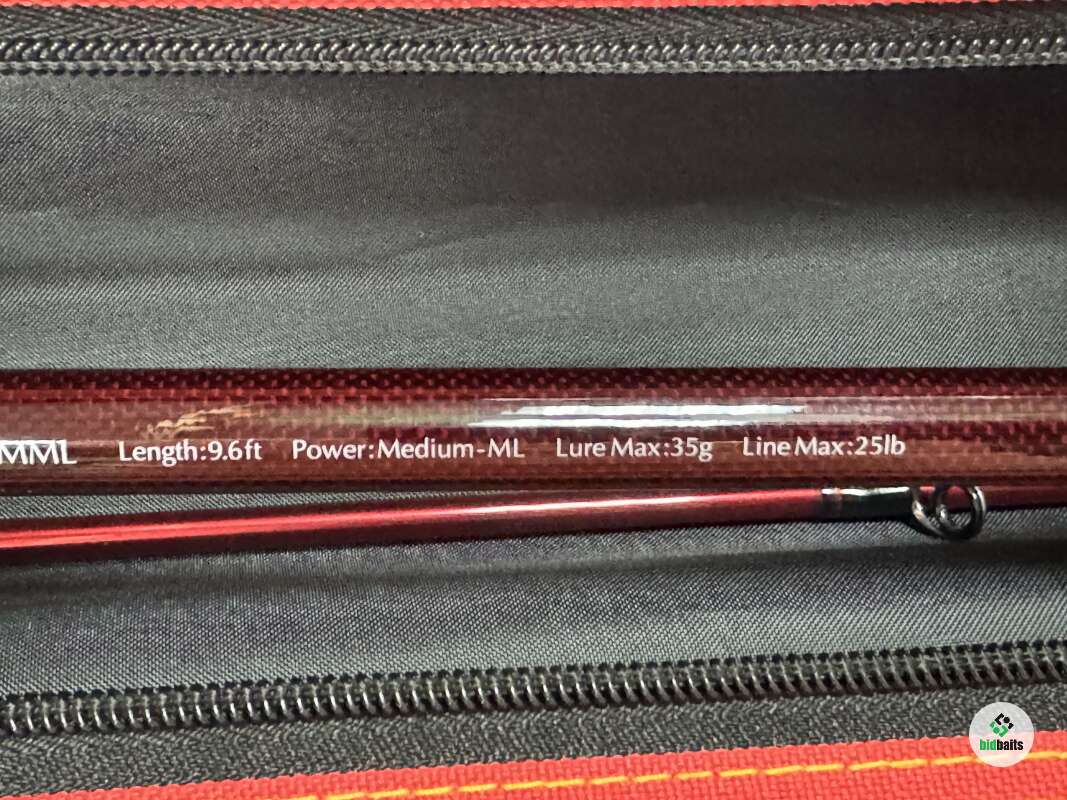 MML Length:9.6ft Power:Medium-ML Lure Max:35g Line Max:25lb
bidbaits